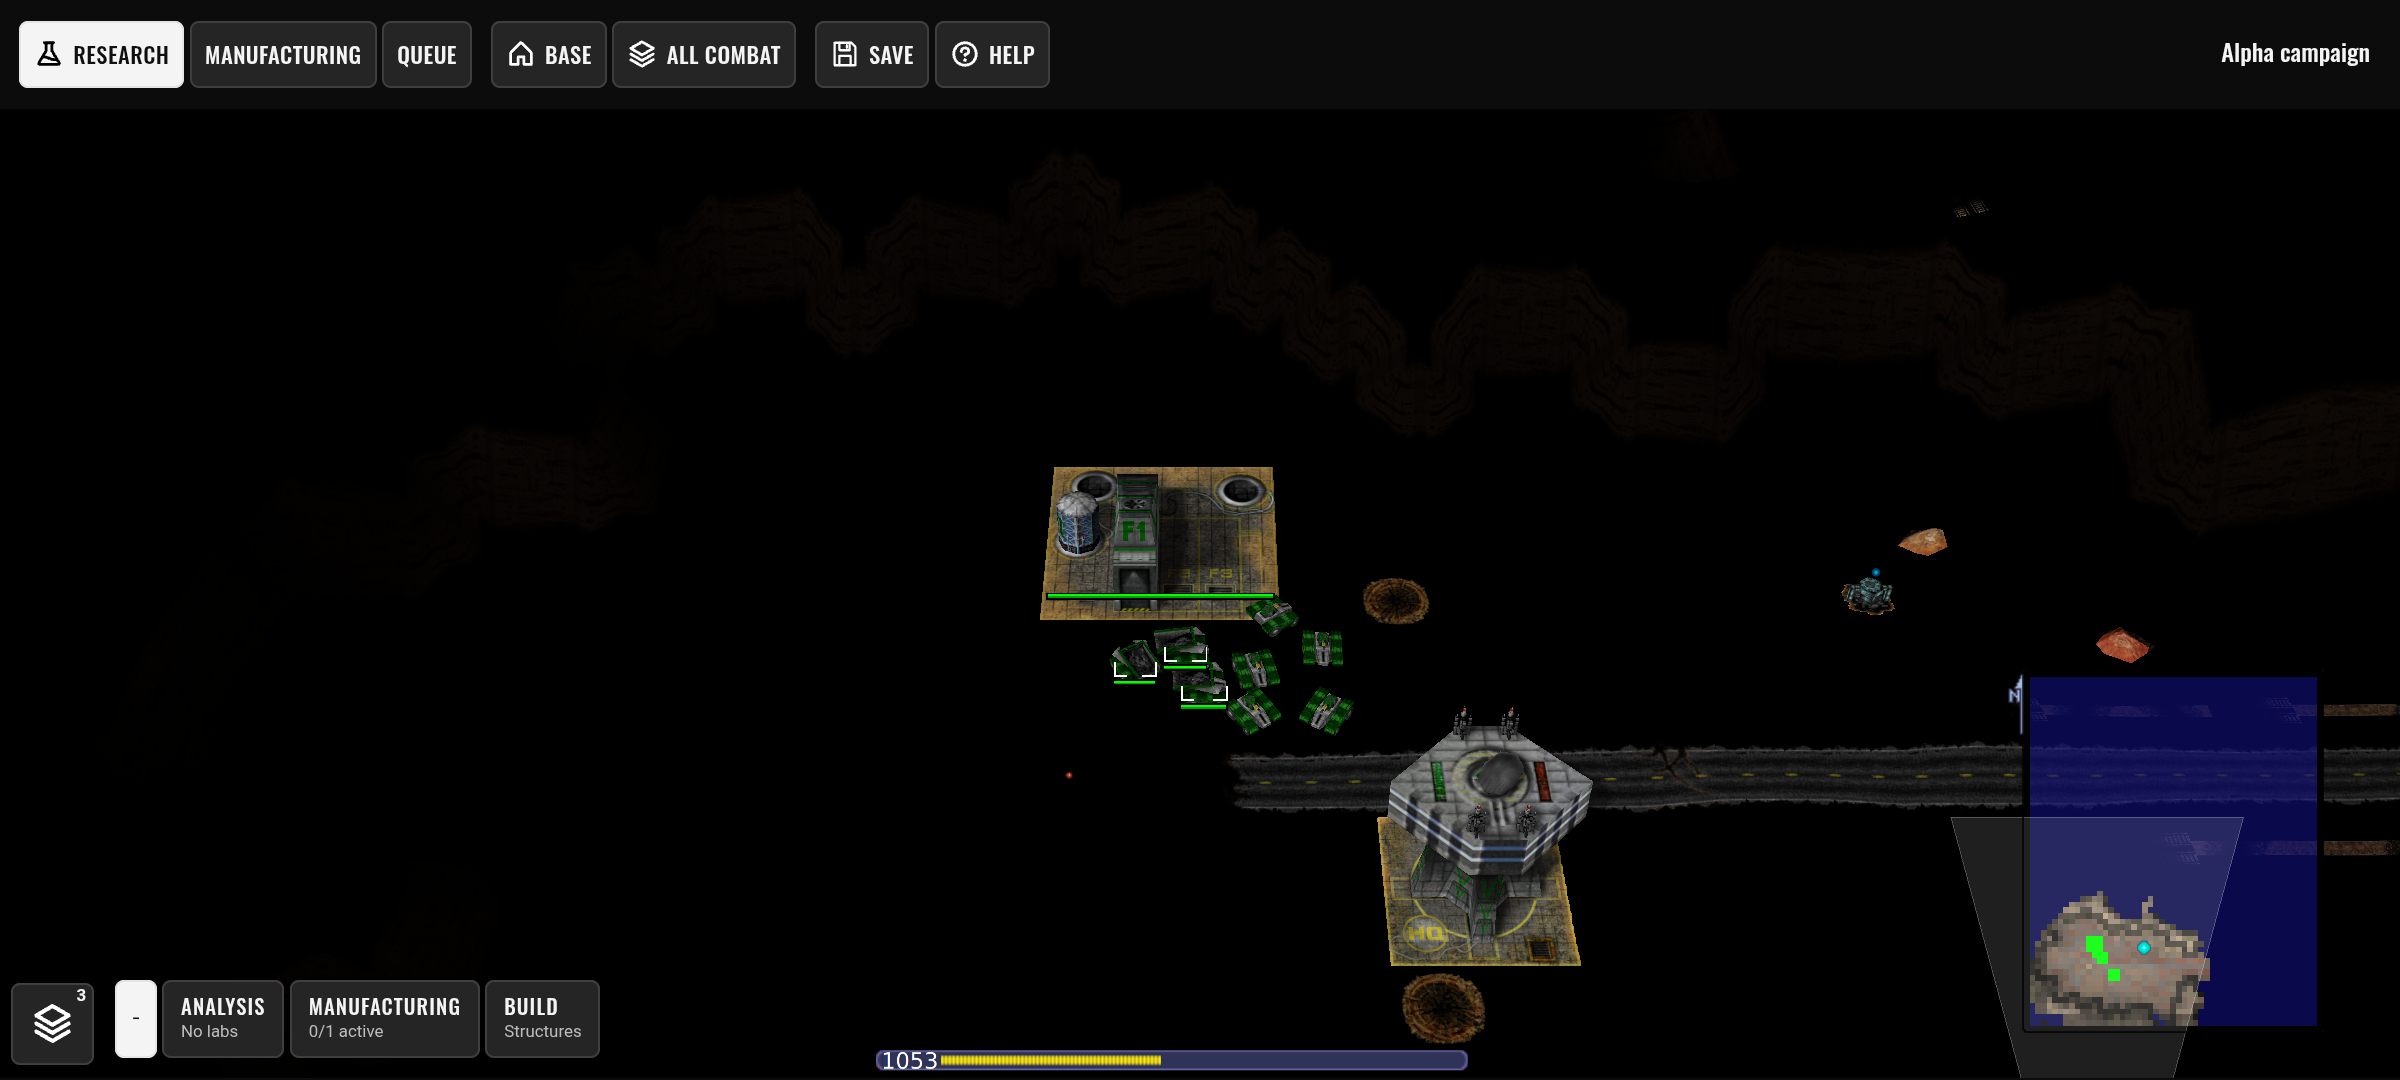 RESEARCH
MANUFACTURING
QUEUE
BASE
ALL COMBAT
SAVE
HELP
Alpha campaign
F1
F3
N
HQ
3
-
ANALYSIS
No labs
MANUFACTURING
0/1 active
BUILD
Structures
1053